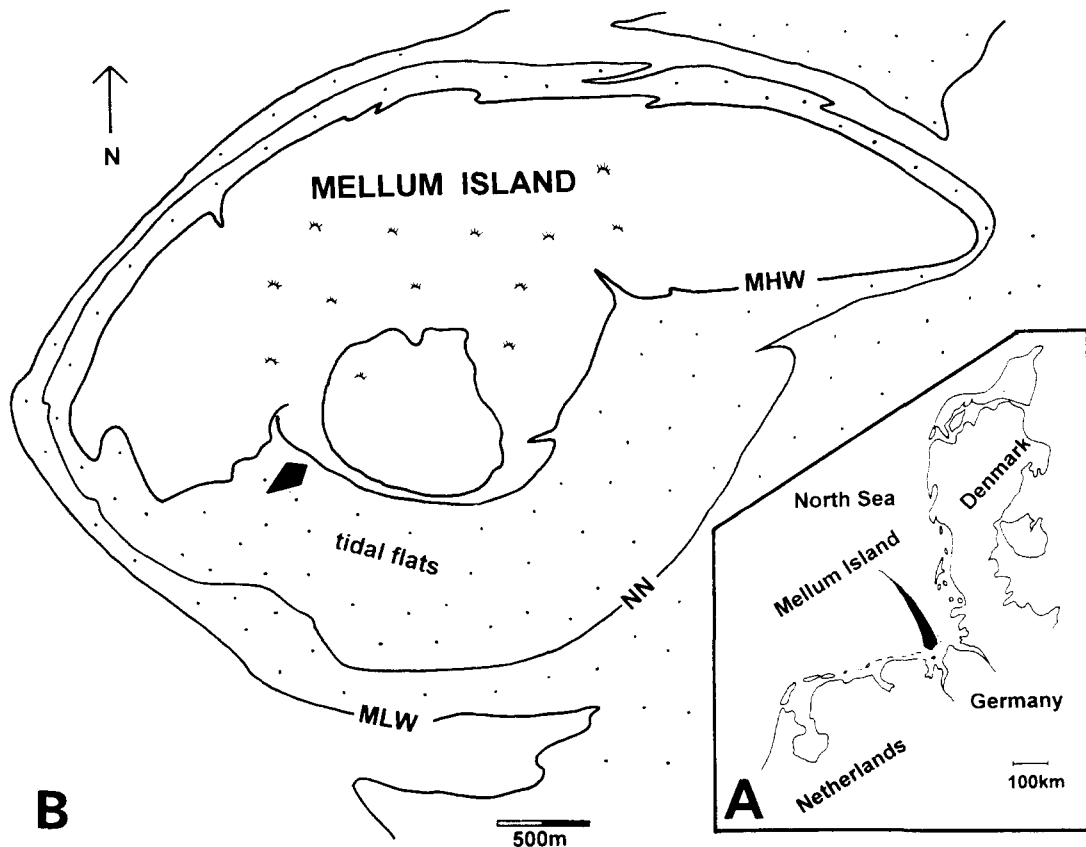 N
MELLUM ISLAND
MHW
tidal flats
NN
MLW
B
500m
North Sea
Denmark
Mellum Island
Germany
Netherlands
A
100km